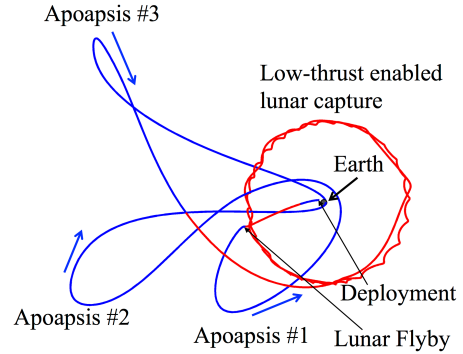 Apoapsis #3
Low-thrust enabled
lunar capture
Earth
Deployment
Apoapsis #2
Apoapsis #1
Lunar Flyby